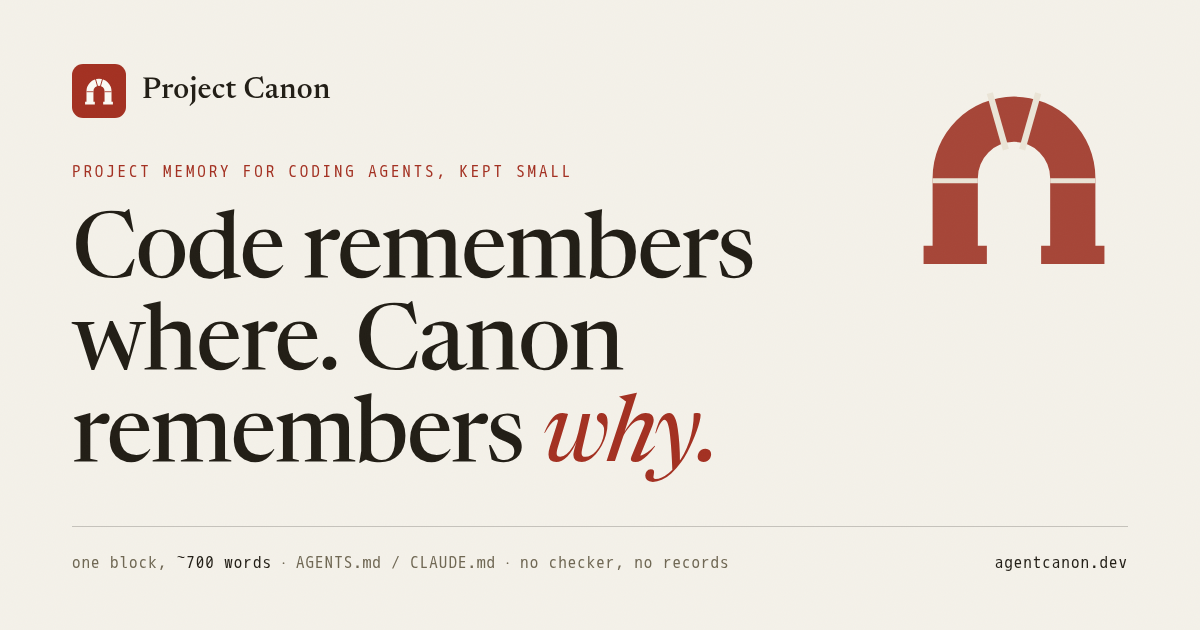 Project Canon
PROJECT MEMORY FOR CODING AGENTS, KEPT SMALL
Code remembers
where. Canon
remembers why.
one block, ~700 words · AGENTS.md / CLAUDE.md · no checker, no records
agentcanon.dev